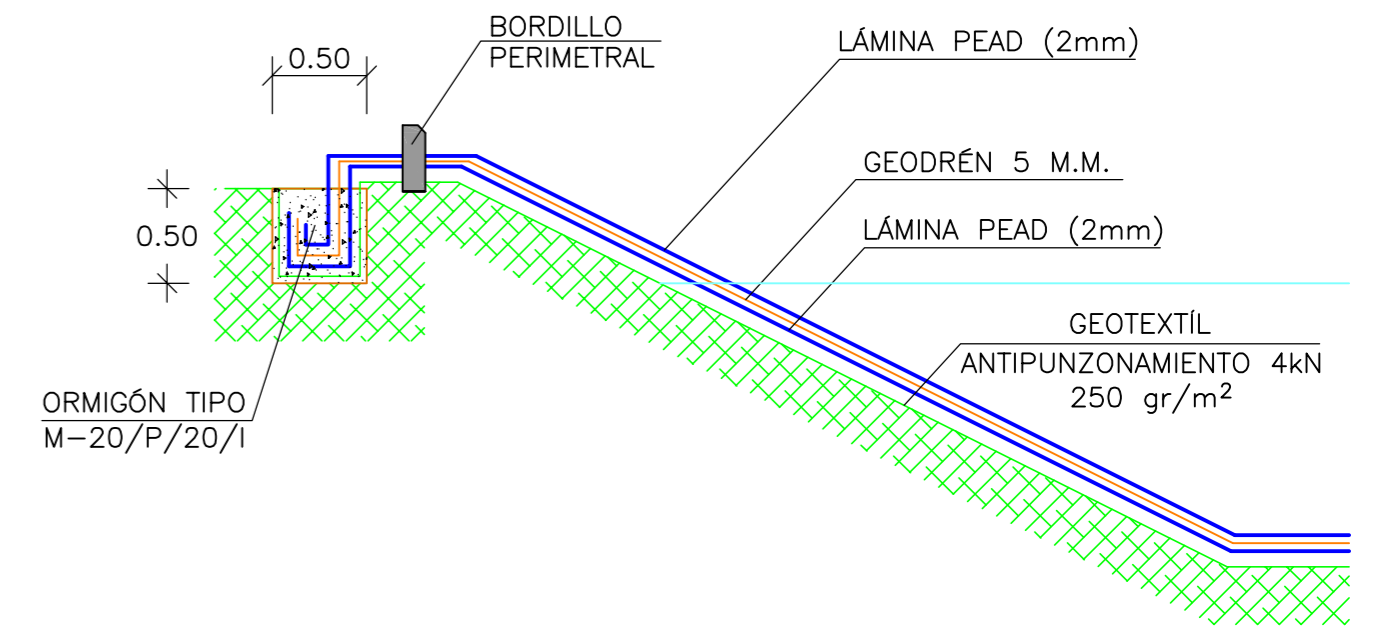 BORDILLO
PERIMETRAL
LÁMINA PEAD (2mm)
0.50
GEODRÉN 5 M.M.
0.50
LÁMINA PEAD (2mm)
GEOTEXTÍL
ANTIPUNZONAMIENTO 4kN
250 gr/m²
ORMIGÓN TIPO
M-20/P/20/I